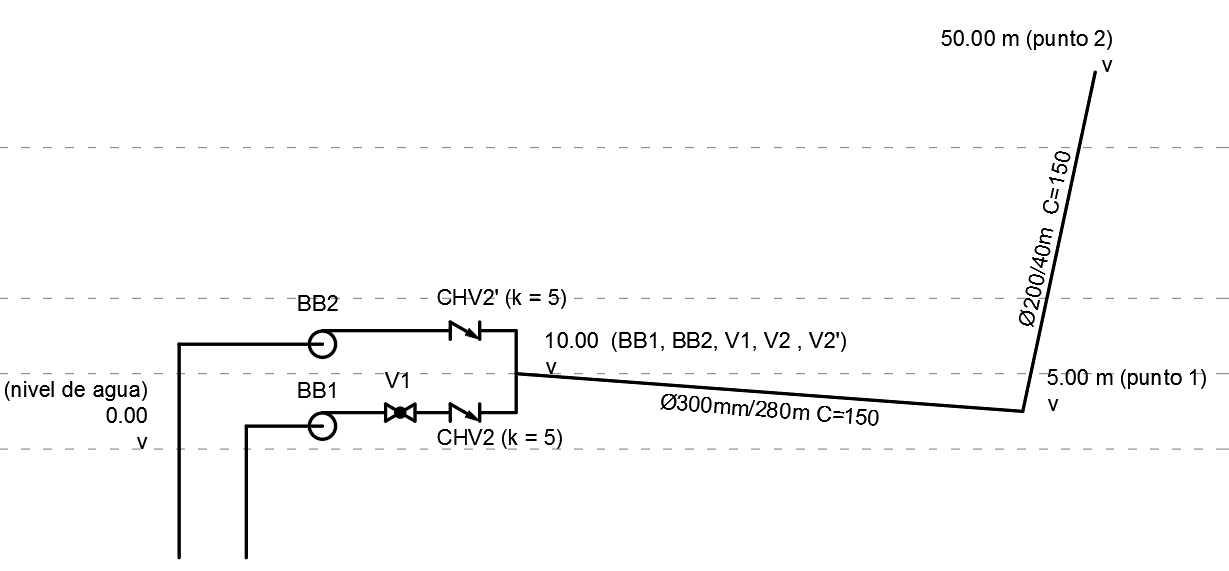 50.00 m (punto 2)
v
Ø200/40m C=150
BB2
CHV2' (k = 5)
10.00 (BB1, BB2, V1, V2 , V2')
v
(nivel de agua)
0.00
v
BB1
V1
CHV2 (k = 5)
Ø300mm/280m C=150
5.00 m (punto 1)
v